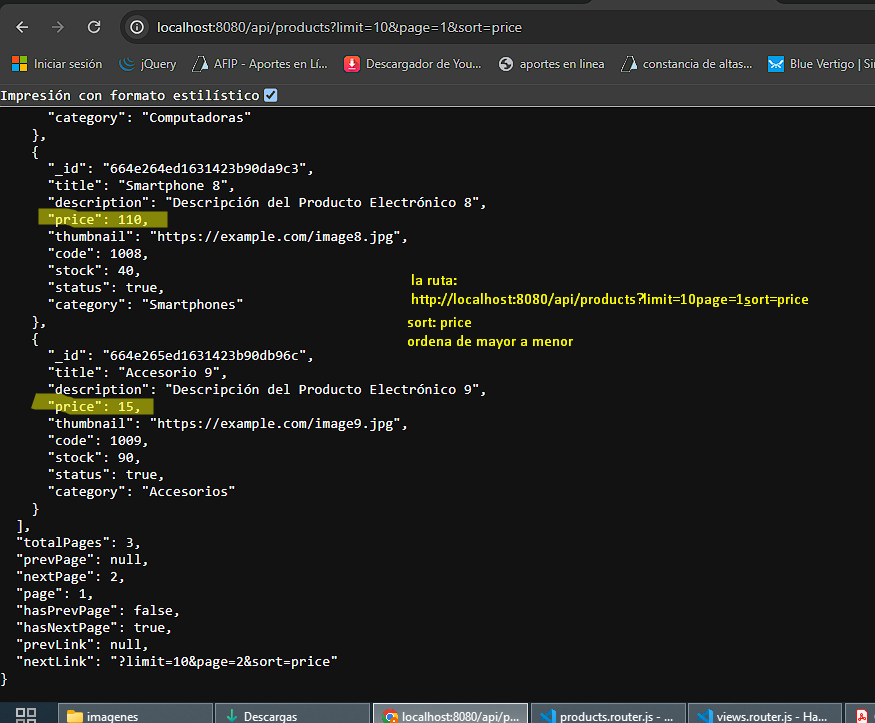 localhost:8080/api/products?limit=10&page=1&sort=price
Iniciar sesión jQuery AFIP - Aportes en Lí... Descargador de You... aportes en linea constancia de altas... Blue Vertigo | Si
Impresión con formato estilístico
"category": "Computadoras"
},
{
"_id": "664e264ed1631423b90da9c3",
"title": "Smartphone 8",
"description": "Descripción del Producto Electrónico 8",
"price": 110,
"thumbnail": "https://example.com/image8.jpg",
"code": 1008,
"stock": 40,
"status": true,
"category": "Smartphones"
la ruta:
http://localhost:8080/api/products?limit=10page=1sort=price
sort: price
ordena de mayor a menor
},
{
"_id": "664e265ed1631423b90db96c",
"title": "Accesorio 9",
"description": "Descripción del Producto Electrónico 9",
"price": 15,
"thumbnail": "https://example.com/image9.jpg",
"code": 1009,
"stock": 90,
"status": true,
"category": "Accesorios"
}
],
"totalPages": 3,
"prevPage": null,
"nextPage": 2,
"page": 1,
"hasPrevPage": false,
"hasNextPage": true,
"prevLink": null,
"nextLink": "?limit=10&page=2&sort=price"
}
imagenes Descargas localhost:8080/api/p... products.router.js - ... views.router.js - Ha...